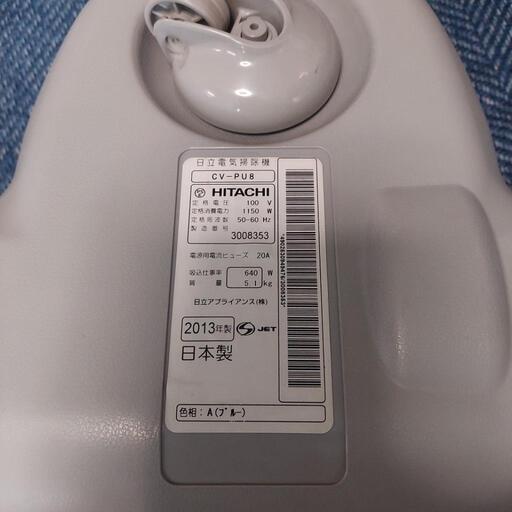 日立電気掃除機
CV-PU8
HITACHI
定格電圧 100 V
定格消費電力 1150 W
定格周波数 50-60 Hz
製造番号
3008353
電源用電流ヒューズ 20A
吸込仕事率 640 W
質量 5.1 kg
日立アプライアンス(株)
2013年製 S JET
日本製
色相：A(ブルー)